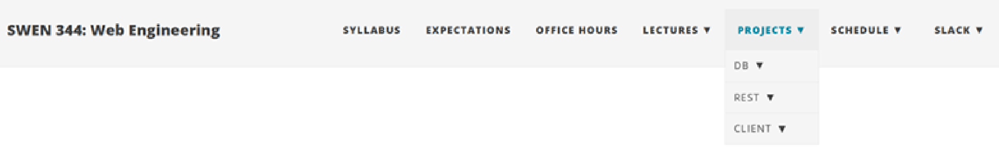 SWEN 344: Web Engineering SYLLABUS EXPECTATIONS OFFICE HOURS LECTURES ▼ PROJECTS ▼ SCHEDULE ▼ SLACK ▼
DB ▼
REST ▼
CLIENT ▼